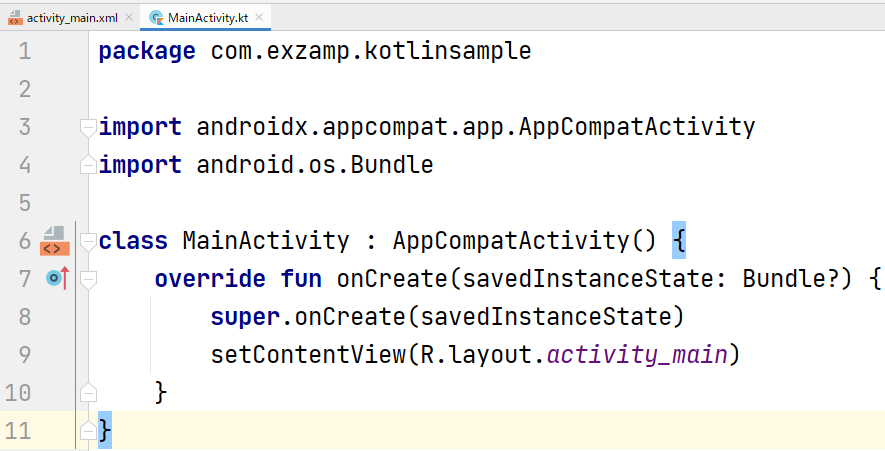 activity_main.xml
MainActivity.kt
1 package com.exzamp.kotlinsample
2
3 import androidx.appcompat.app.AppCompatActivity
4 import android.os.Bundle
5
6 class MainActivity : AppCompatActivity() {
7     override fun onCreate(savedInstanceState: Bundle?) {
8         super.onCreate(savedInstanceState)
9         setContentView(R.layout.activity_main)
10     }
11 }